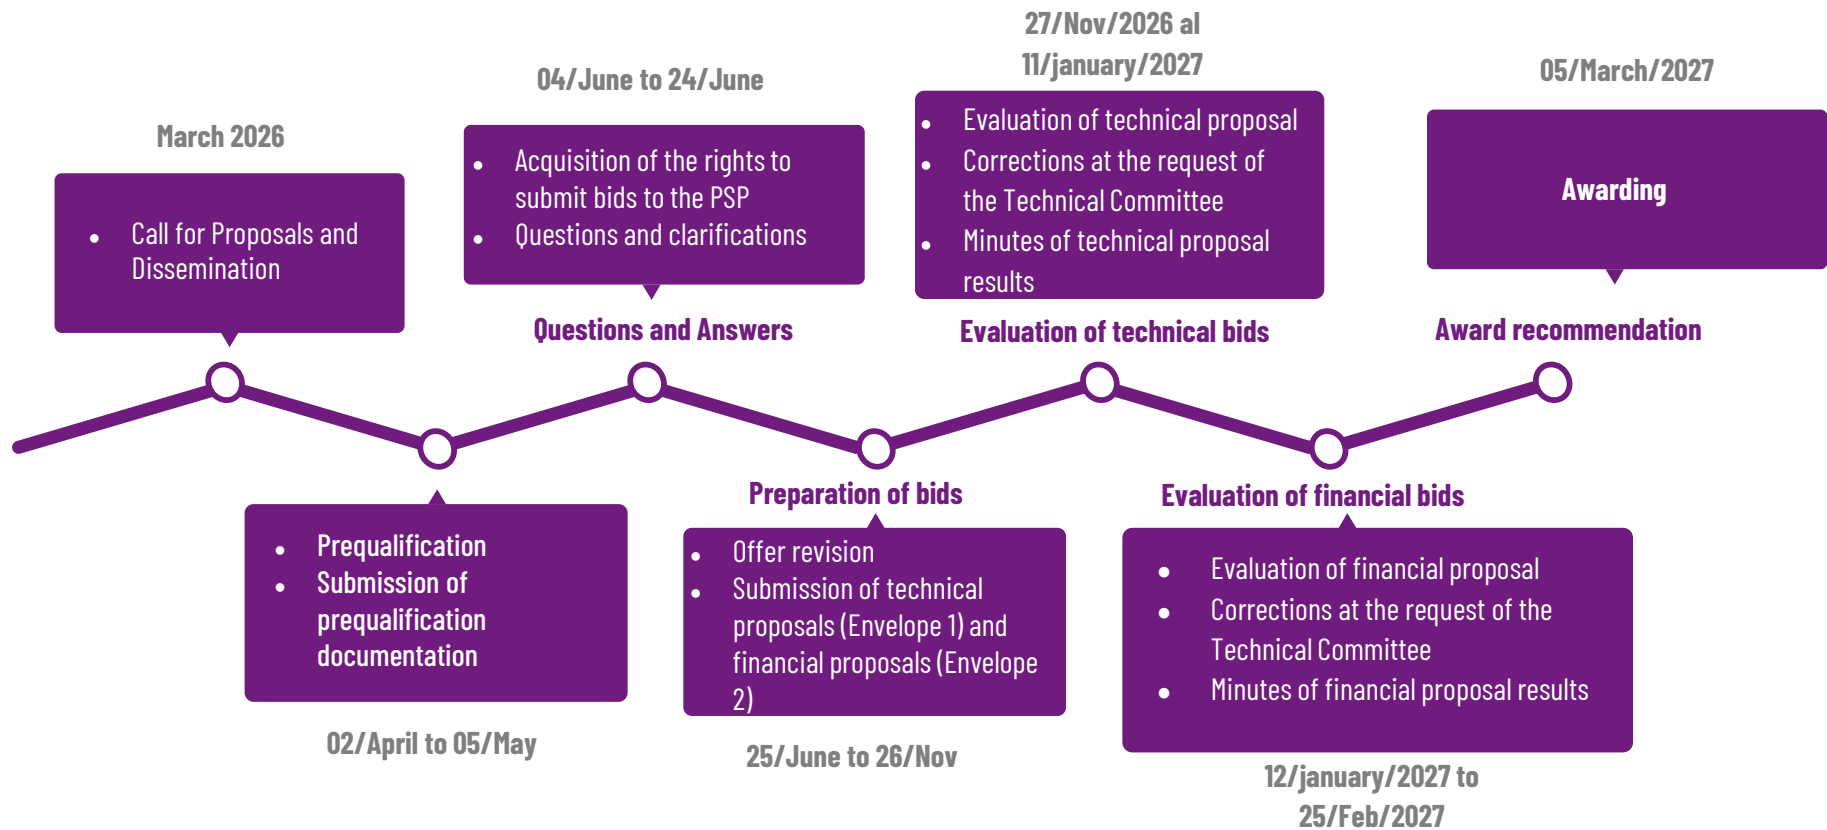 March 2026
• Call for Proposals and
Dissemination
• Prequalification
• Submission of
prequalification
documentation
02/April to 05/May
04/June to 24/June
• Acquisition of the rights to
submit bids to the PSP
• Questions and clarifications
Questions and Answers
Preparation of bids
• Offer revision
• Submission of technical
proposals (Envelope 1) and
financial proposals (Envelope
2)
25/June to 26/Nov
27/Nov/2026 al
11/january/2027
• Evaluation of technical proposal
• Corrections at the request of
the Technical Committee
• Minutes of technical proposal
results
Evaluation of technical bids
Evaluation of financial bids
• Evaluation of financial proposal
• Corrections at the request of the
Technical Committee
• Minutes of financial proposal results
12/january/2027 to
25/Feb/2027
05/March/2027
Awarding
Award recommendation